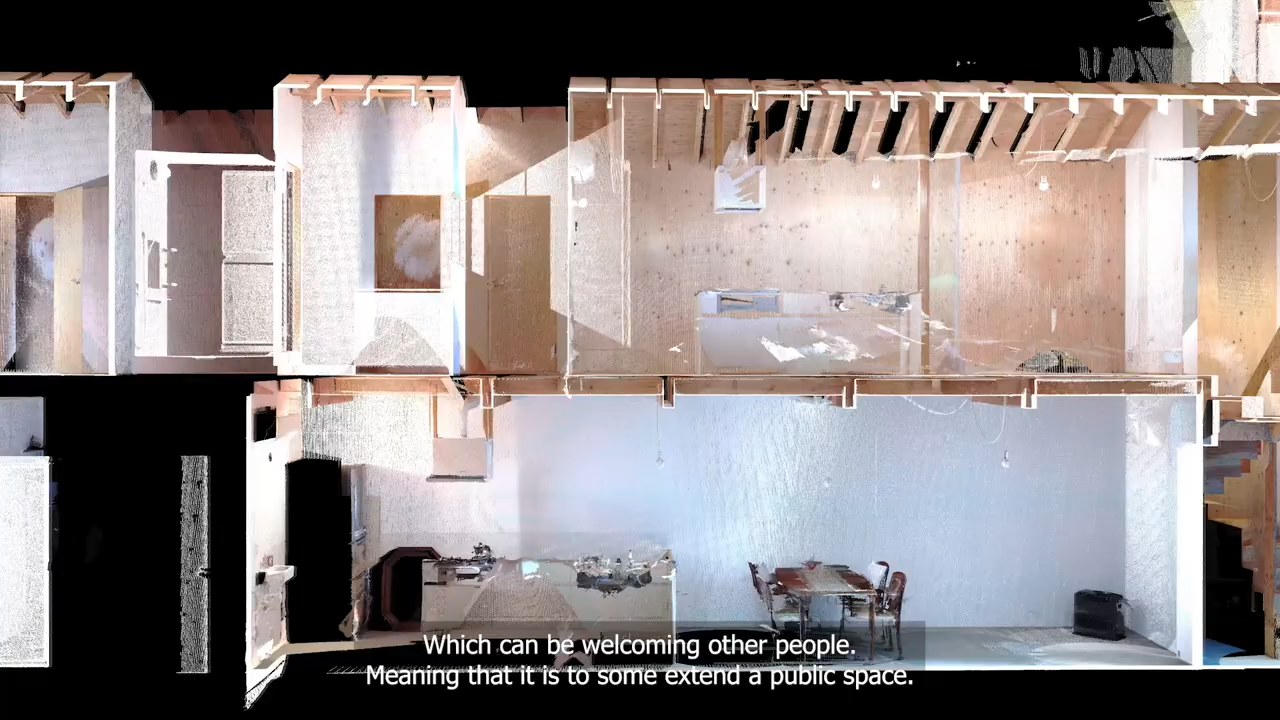 Which can be welcoming other people.
Meaning that it is to some extend a public space.